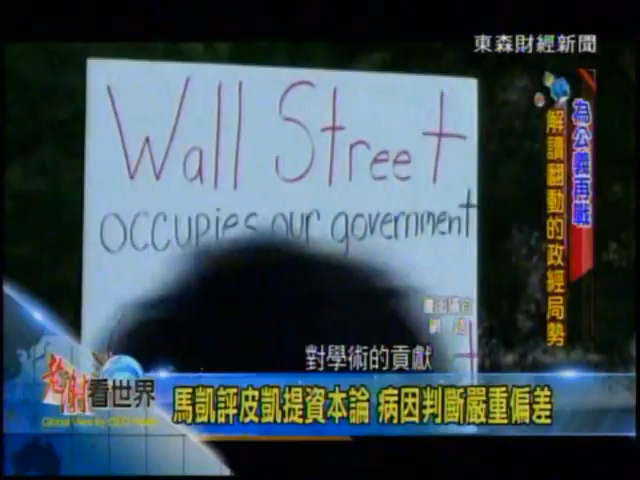 東森財經新聞
Wall Street
occupies our government
為公義再戰
解讀翻動的政經局勢
對學術的貢獻
老謝看世界
馬凱評皮凱提資本論 病因判斷嚴重偏差